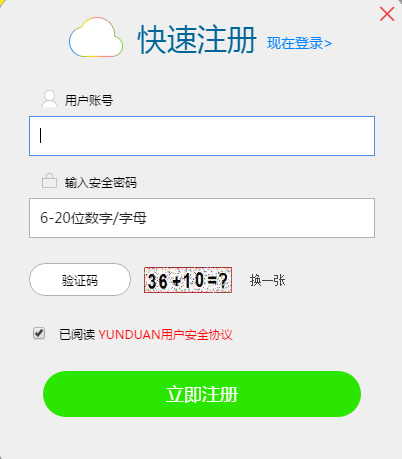 快速注册 现在登录>
用户账号
输入安全密码
6-20位数字/字母
验证码 36+10=? 换一张
已阅读 YUNDUAN用户安全协议
立即注册